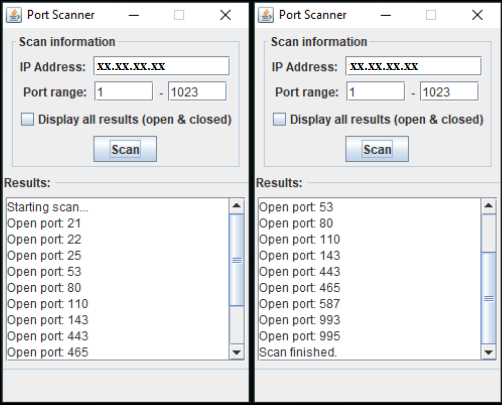 Port Scanner
Scan information
IP Address: xx.xx.xx.xx
Port range: 1 - 1023
Display all results (open & closed)
Scan
Results:
Starting scan...
Open port: 21
Open port: 22
Open port: 25
Open port: 53
Open port: 80
Open port: 110
Open port: 143
Open port: 443
Open port: 465
Port Scanner
Scan information
IP Address: xx.xx.xx.xx
Port range: 1 - 1023
Display all results (open & closed)
Scan
Results:
Open port: 53
Open port: 80
Open port: 110
Open port: 143
Open port: 443
Open port: 465
Open port: 587
Open port: 993
Open port: 995
Scan finished.